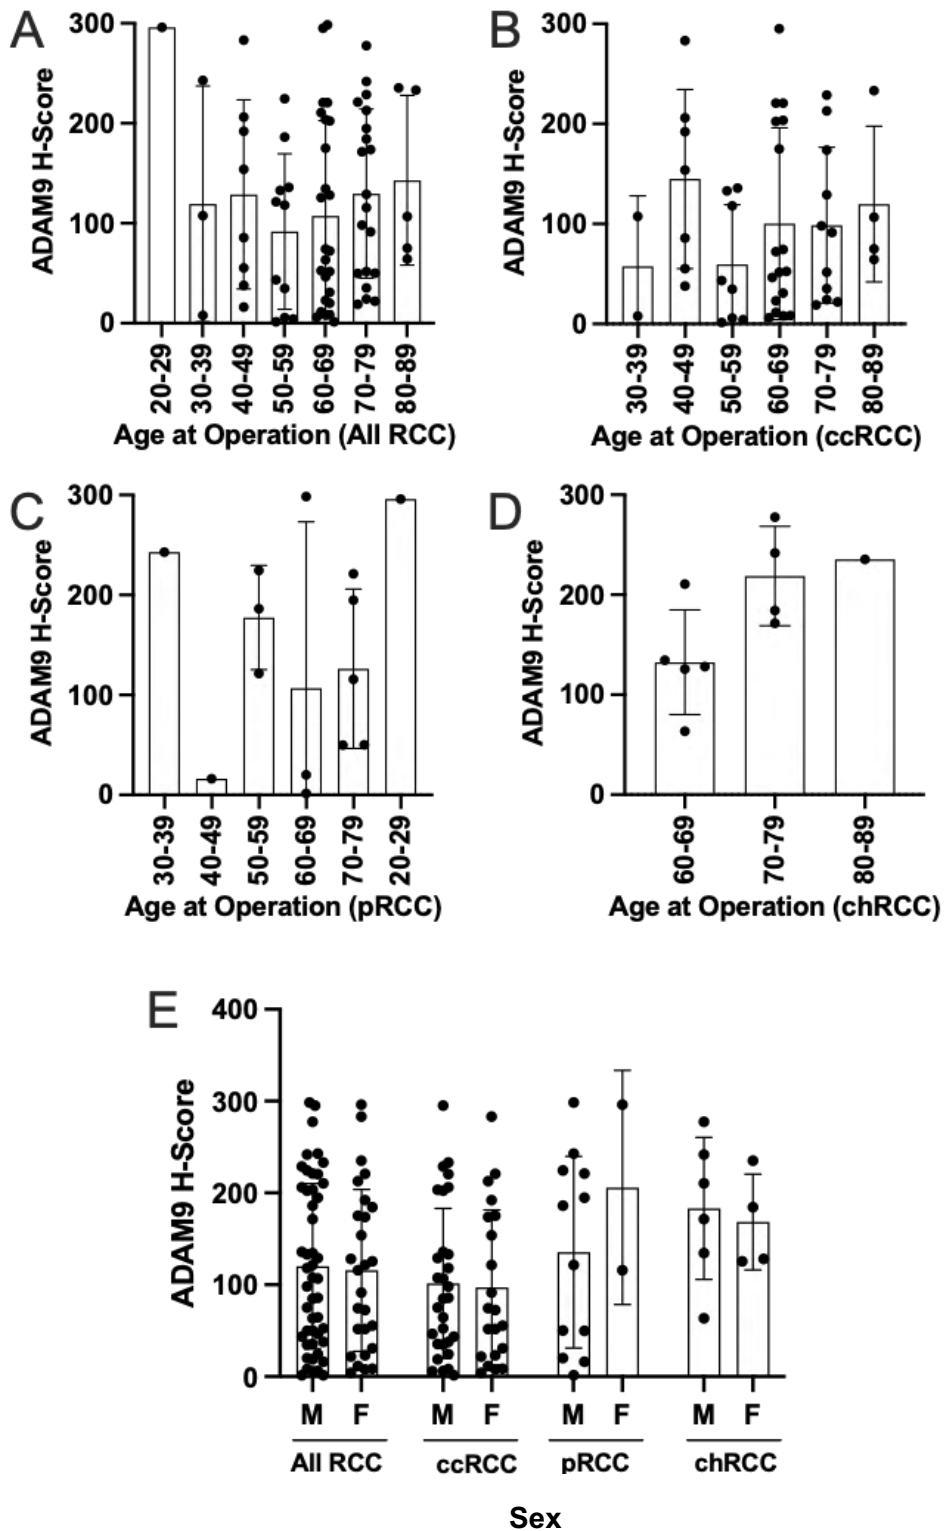 A
ADAM9 H-Score
300
200
100
0
20-29
30-39
40-49
50-59
60-69
70-79
80-89
Age at Operation (All RCC)
B
ADAM9 H-Score
300
200
100
0
30-39
40-49
50-59
60-69
70-79
80-89
Age at Operation (ccRCC)
C
ADAM9 H-Score
300
200
100
0
30-39
40-49
50-59
60-69
70-79
20-29
Age at Operation (pRCC)
D
ADAM9 H-Score
300
200
100
0
60-69
70-79
80-89
Age at Operation (chRCC)
E
ADAM9 H-Score
400
300
200
100
0
M F M F M F M F
All RCC ccRCC pRCC chRCC
Sex